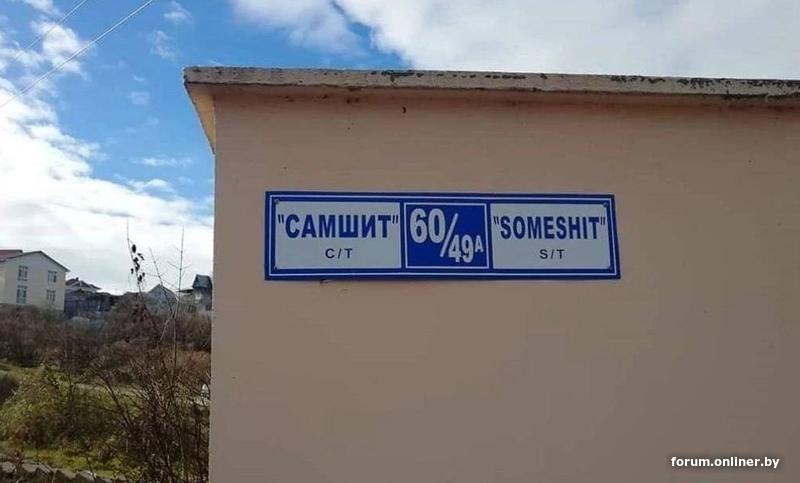 "САМШИТ"
С/Т
60/49А
"SOMESHIT"
S/T
forum.onliner.by